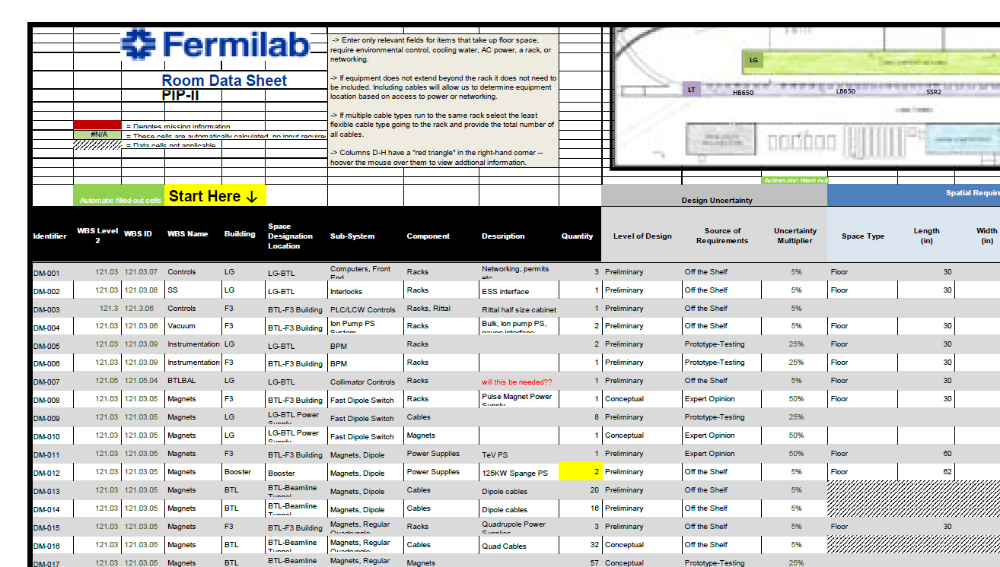 Fermilab
Room Data Sheet
PIP-II
= Denotes missing information
#N/A = These cells are automatically calculated, no input require
= Data cells not applicable
-> Enter only relevant fields for items that take up floor space,
require environmental control, cooling water, AC power, a rack, or
networking.
-> If equipment does not extend beyond the rack it does not need to
be included. Including cables will allow us to determine equipment
location based on access to power or networking.
-> If multiple cable types run to the same rack select the least
flexible cable type going to the rack and provide the total number of
all cables.
-> Columns D-H have a "red triangle" in the right-hand corner --
hoover the mouse over them to view addtional information.
LG
LT HB650 LB650 SSR2
Automatic filled out
Automatic filled out cells Start Here ↓ Design Uncertainty Spatial Require
Identifier WBS Level 2 WBS ID WBS Name Building Space Designation Location Sub-System Component Description Quantity Level of Design Source of Requirements Uncertainty Multiplier Space Type Length (in) Width (in)
DM-001 121.03 121.03.07 Controls LG LG-BTL Computers, Front End Racks Networking, permits etc 3 Preliminary Off the Shelf 5% Floor 30
DM-002 121.03 121.03.08 SS LG LG-BTL Interlocks Racks ESS interface 1 Preliminary Off the Shelf 5% Floor 30
DM-003 121.3 121.3.06 Controls F3 BTL-F3 Building PLC/LCW Controls Racks, Rittal Rittal half size cabinet 1 Preliminary Off the Shelf 5%
DM-004 121.03 121.03.06 Vacuum F3 BTL-F3 Building Ion Pump PS System Racks Bulk, Ion pump PS, gauge interface 2 Preliminary Off the Shelf 5% Floor 30
DM-005 121.03 121.03.09 Instrumentation LG LG-BTL BPM Racks 2 Preliminary Prototype-Testing 25% Floor 30
DM-006 121.03 121.03.09 Instrumentation F3 BTL-F3 Building BPM Racks 1 Preliminary Prototype-Testing 25% Floor 30
DM-007 121.05 121.05.04 BTLBAL LG LG-BTL Collimator Controls Racks will this be needed?? 1 Preliminary Off the Shelf 5% Floor 30
DM-008 121.03 121.03.05 Magnets F3 BTL-F3 Building Fast Dipole Switch Racks Pulse Magnet Power Supply 1 Conceptual Expert Opinion 50% Floor 30
DM-009 121.03 121.03.05 Magnets LG LG-BTL Power Supply Fast Dipole Switch Cables 8 Preliminary Prototype-Testing 25%
DM-010 121.03 121.03.05 Magnets LG LG-BTL Power Supply Fast Dipole Switch Magnets 1 Conceptual Expert Opinion 50%
DM-011 121.03 121.03.05 Magnets F3 BTL-F3 Building Magnets, Dipole Power Supplies TeV PS 1 Preliminary Expert Opinion 50% Floor 60
DM-012 121.03 121.03.05 Magnets Booster Booster Magnets, Dipole Power Supplies 125KW Spange PS 2 Preliminary Off the Shelf 5% Floor 62
DM-013 121.03 121.03.05 Magnets BTL BTL-Beamline Tunnel Magnets, Dipole Cables Dipole cables 20 Preliminary Off the Shelf 5%
DM-014 121.03 121.03.05 Magnets BTL BTL-Beamline Tunnel Magnets, Dipole Cables Dipole cables 16 Preliminary Off the Shelf 5%
DM-015 121.03 121.03.05 Magnets F3 BTL-F3 Building Magnets, Regular Quadrupole Racks Quadrupole Power Supplies 3 Preliminary Off the Shelf 5% Floor 30
DM-016 121.03 121.03.05 Magnets BTL BTL-Beamline Tunnel Magnets, Regular Quadrupole Cables Quad Cables 32 Conceptual Off the Shelf 5%
DM-017 121.03 121.03.05 Magnets BTL BTL-Beamline Magnets, Regular Magnets 57 Conceptual Prototype-Testing 25%